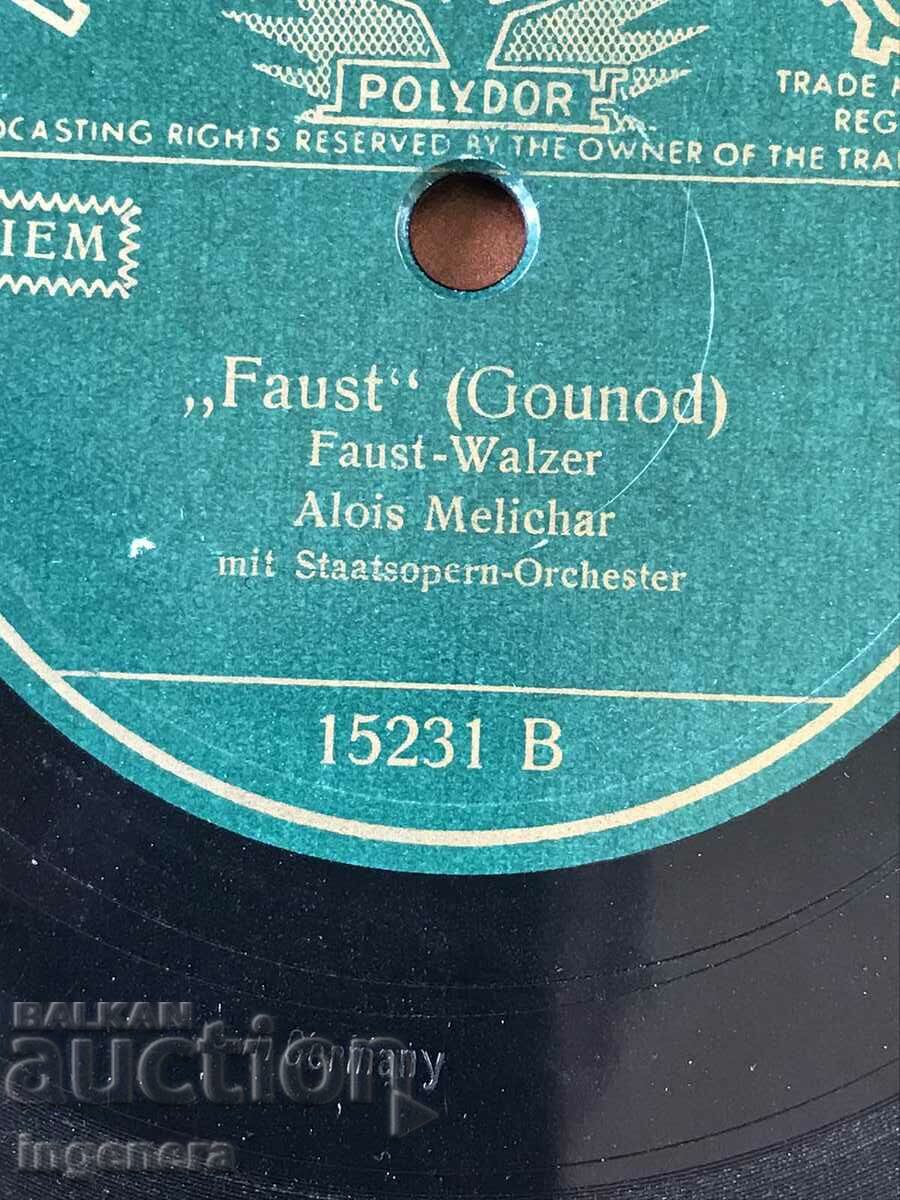 POLYDOR
TRADE
REG
CASTING RIGHTS RESERVED BY THE OWNER OF THE
IEM
„Faust“ (Gounod)
Faust-Walzer
Alois Melichar
mit Staatsopern-Orchester
15231 B
Germany
BALKAN
auction
ingenera